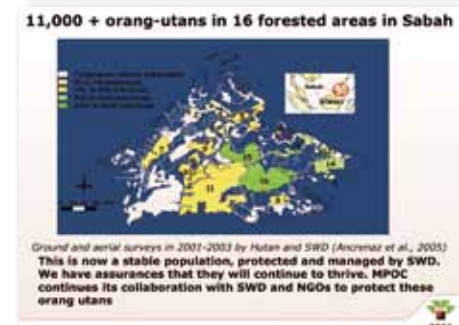 11,000 + orang-utans in 16 forested areas in Sabah
Ground and aerial surveys in 2001-2003 by Hutan and SWD (Ancrenaz et al., 2005)
This is now a stable population, protected and managed by SWD.
We have assurances that they will continue to thrive. MPOC
continues its collaboration with SWD and NGOs to protect these
orang utans